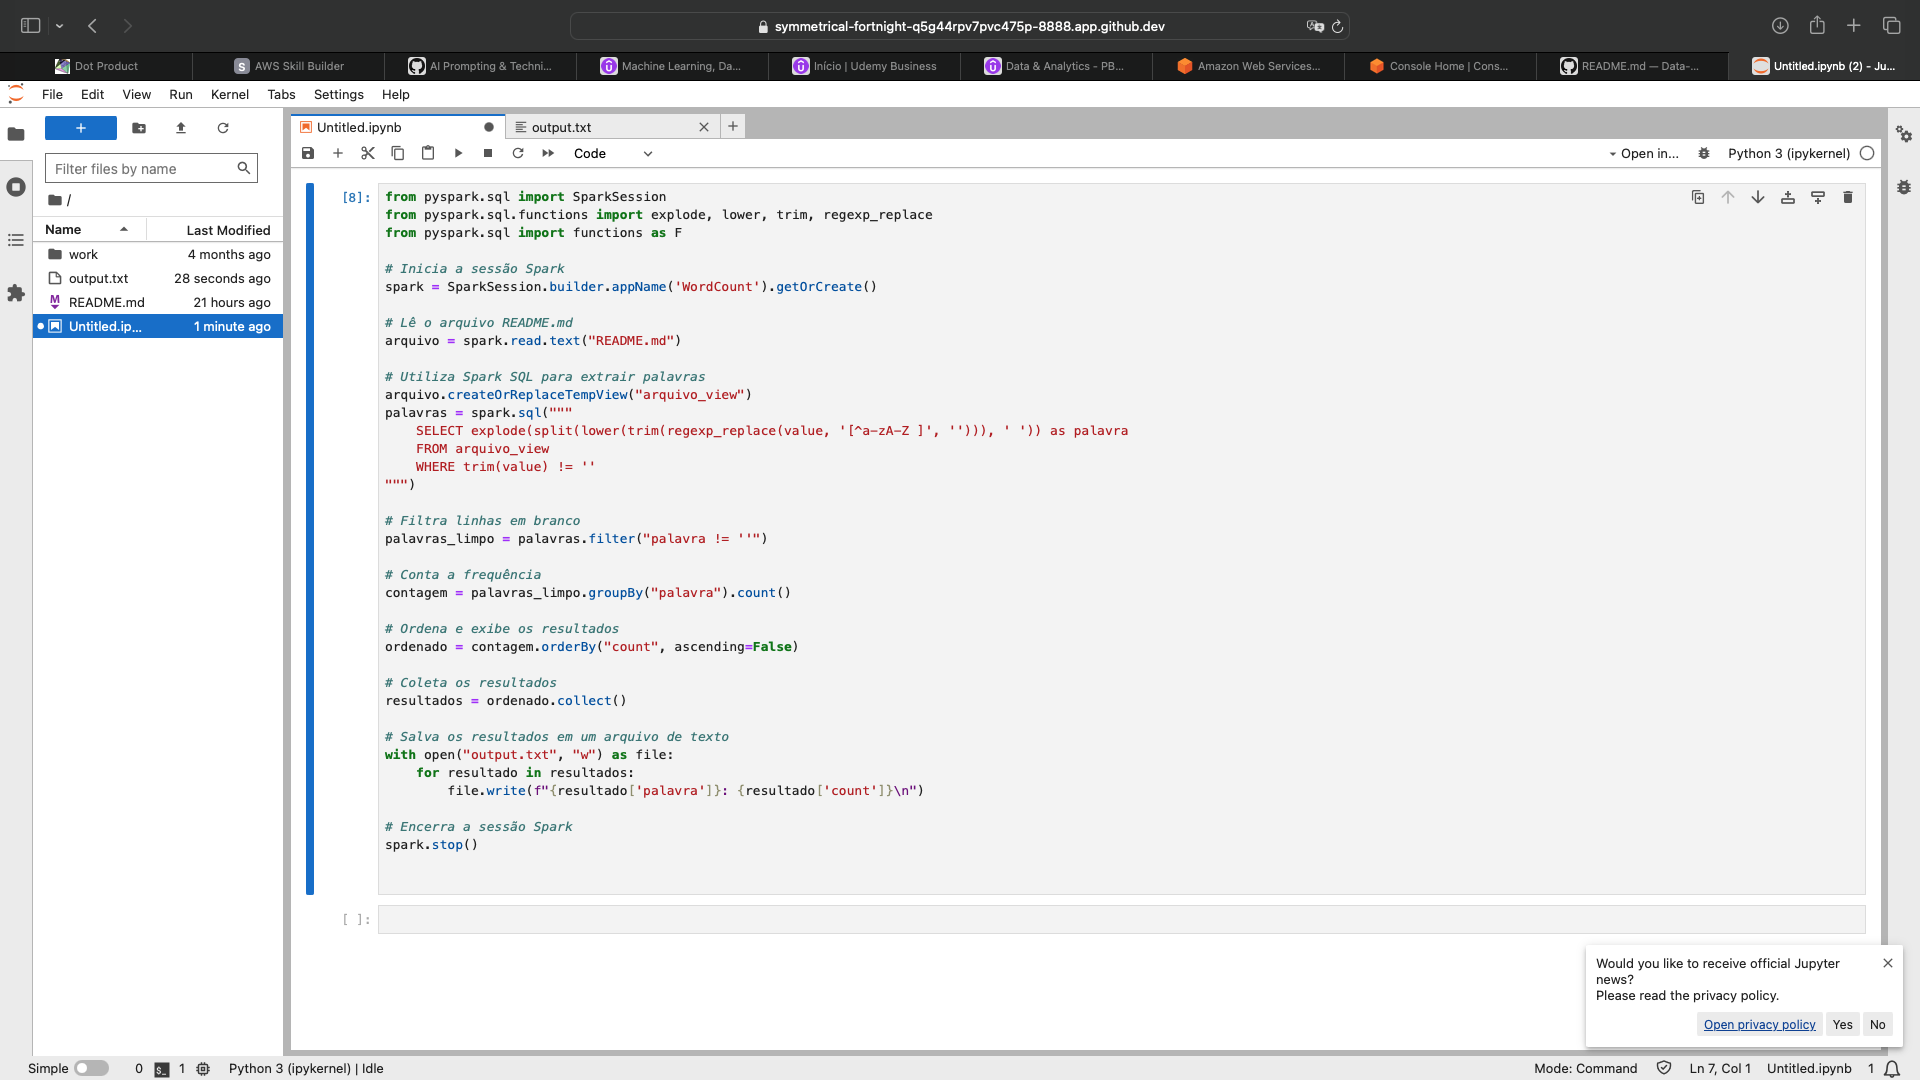 symmetrical-fortnight-q5g44rpv7pvc475p-8888.app.github.dev
Dot Product
S AWS Skill Builder
AI Prompting & Techni...
Machine Learning, Da...
Início | Udemy Business
Data & Analytics - PB...
Amazon Web Services...
Console Home | Cons...
README.md — Data-...
Untitled.ipynb (2) - Ju...
File Edit View Run Kernel Tabs Settings Help
Untitled.ipynb
output.txt
Code
Open in...
Python 3 (ipykernel)
Filter files by name
/
Name Last Modified
work 4 months ago
output.txt 28 seconds ago
README.md 21 hours ago
Untitled.ip... 1 minute ago
[8]:
from pyspark.sql import SparkSession
from pyspark.sql.functions import explode, lower, trim, regexp_replace
from pyspark.sql import functions as F
# Inicia a sessão Spark
spark = SparkSession.builder.appName('WordCount').getOrCreate()
# Lê o arquivo README.md
arquivo = spark.read.text("README.md")
# Utiliza Spark SQL para extrair palavras
arquivo.createOrReplaceTempView("arquivo_view")
palavras = spark.sql("""
    SELECT explode(split(lower(trim(regexp_replace(value, '[^a-zA-Z ]', ''))), ' ')) as palavra
    FROM arquivo_view
    WHERE trim(value) != ''
""")
# Filtra linhas em branco
palavras_limpo = palavras.filter("palavra != ''")
# Conta a frequência
contagem = palavras_limpo.groupBy("palavra").count()
# Ordena e exibe os resultados
ordenado = contagem.orderBy("count", ascending=False)
# Coleta os resultados
resultados = ordenado.collect()
# Salva os resultados em um arquivo de texto
with open("output.txt", "w") as file:
    for resultado in resultados:
        file.write(f"{resultado['palavra']}: {resultado['count']}\n")
# Encerra a sessão Spark
spark.stop()
[ ]:
Would you like to receive official Jupyter
news?
Please read the privacy policy.
Open privacy policy Yes No
Simple 0 1 Python 3 (ipykernel) | Idle
Mode: Command Ln 7, Col 1 Untitled.ipynb 1